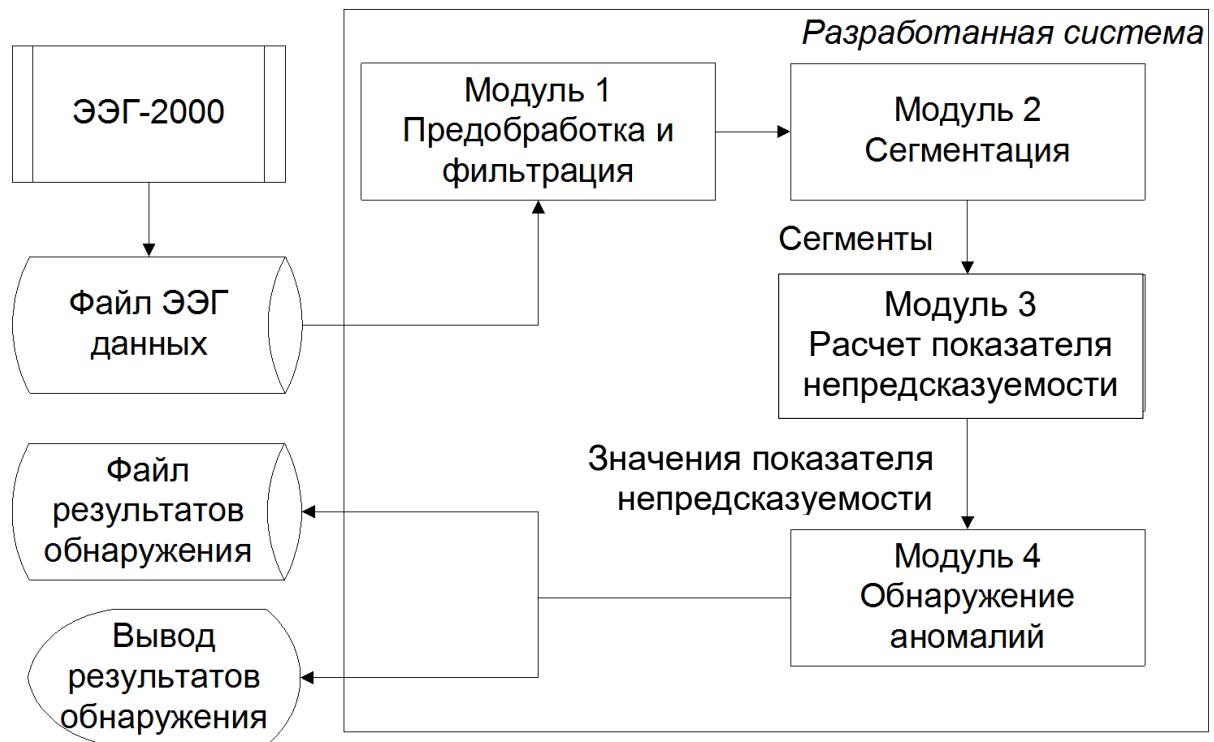 Разработанная система
ЭЭГ-2000
Модуль 1
Предобработка и
фильтрация
Модуль 2
Сегментация
Сегменты
Файл ЭЭГ
данных
Модуль 3
Расчет показателя
непредсказуемости
Значения показателя
непредсказуемости
Файл
результатов
обнаружения
Модуль 4
Обнаружение
аномалий
Вывод
результатов
обнаружения